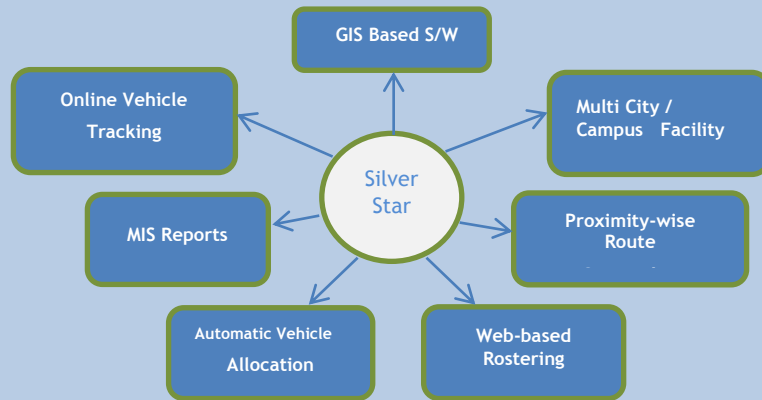 GIS Based S/W
Online Vehicle
Tracking
Multi City /
Campus Facility
Silver
Star
MIS Reports
Proximity-wise
Route
Automatic Vehicle
Allocation
Web-based
Rostering